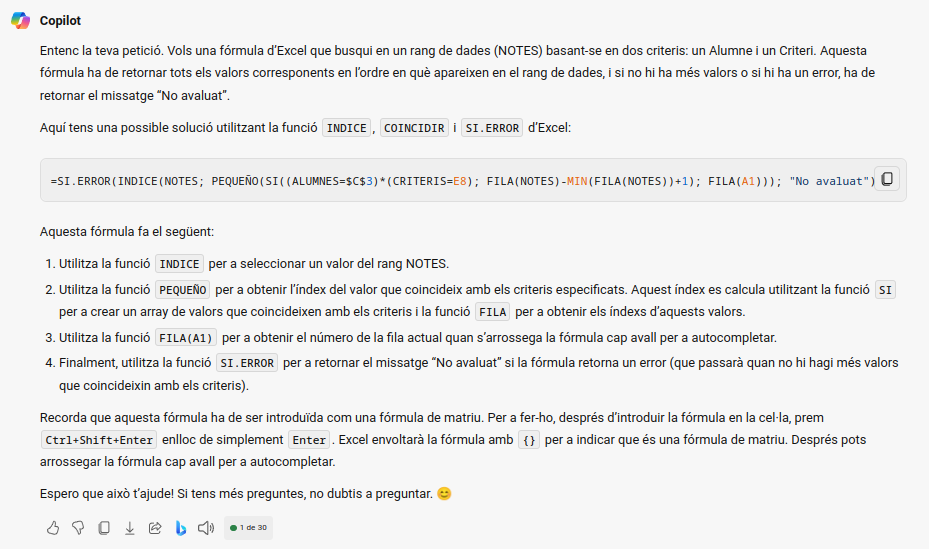 Copilot
Entenc la teva petició. Vols una fórmula d’Excel que busqui en un rang de dades (NOTES) basant-se en dos criteris: un Alumne i un Criteri. Aquesta
fórmula ha de retornar tots els valors corresponents en l’ordre en què apareixen en el rang de dades, i si no hi ha més valors o si hi ha un error, ha de
retornar el missatge “No avaluat”.
Aquí tens una possible solució utilitzant la funció INDICE, COINCIDIR i SI.ERROR d’Excel:
=SI.ERROR(INDICE(NOTES; PEQUEÑO(SI((ALUMNES=$C$3)*(CRITERIS=E8); FILA(NOTES)-MIN(FILA(NOTES))+1); FILA(A1))); "No avaluat")
Aquesta fórmula fa el següent:
1. Utilitza la funció INDICE per a seleccionar un valor del rang NOTES.
2. Utilitza la funció PEQUEÑO per a obtenir l’índex del valor que coincideix amb els criteris especificats. Aquest índex es calcula utilitzant la funció SI
per a crear un array de valors que coincideixen amb els criteris i la funció FILA per a obtenir els índexs d’aquests valors.
3. Utilitza la funció FILA(A1) per a obtenir el número de la fila actual quan s’arrossega la fórmula cap avall per a autocompletar.
4. Finalment, utilitza la funció SI.ERROR per a retornar el missatge “No avaluat” si la fórmula retorna un error (que passarà quan no hi hagi més valors
que coincideixin amb els criteris).
Recorda que aquesta fórmula ha de ser introduïda com una fórmula de matriu. Per a fer-ho, després d’introduir la fórmula en la cel·la, prem
Ctrl+Shift+Enter enlloc de simplement Enter. Excel envoltarà la fórmula amb {} per a indicar que és una fórmula de matriu. Després pots
arrossegar la fórmula cap avall per a autocompletar.
Espero que això t’ajude! Si tens més preguntes, no dubtis a preguntar. 😊
1 de 30